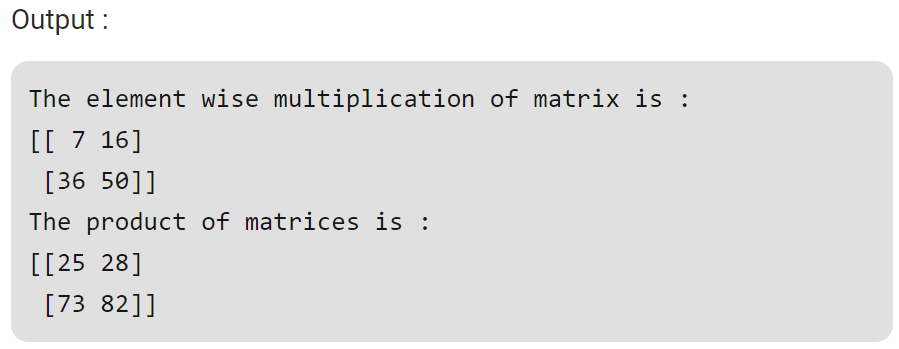 Output :
The element wise multiplication of matrix is :
[[ 7 16]
 [36 50]]
The product of matrices is :
[[25 28]
 [73 82]]